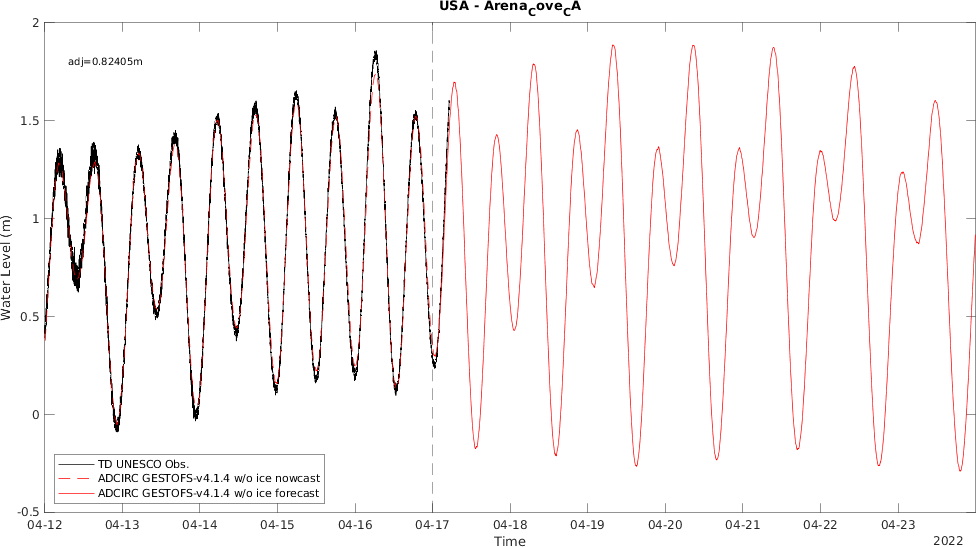 USA - Arena_Cove_CA
2
adj=0.82405m
1.5
1
0.5
0
-0.5
Water Level (m)
TD UNESCO Obs.
ADCIRC GESTOFS-v4.1.4 w/o ice nowcast
ADCIRC GESTOFS-v4.1.4 w/o ice forecast
04-12 04-13 04-14 04-15 04-16 04-17 04-18 04-19 04-20 04-21 04-22 04-23
Time
2022